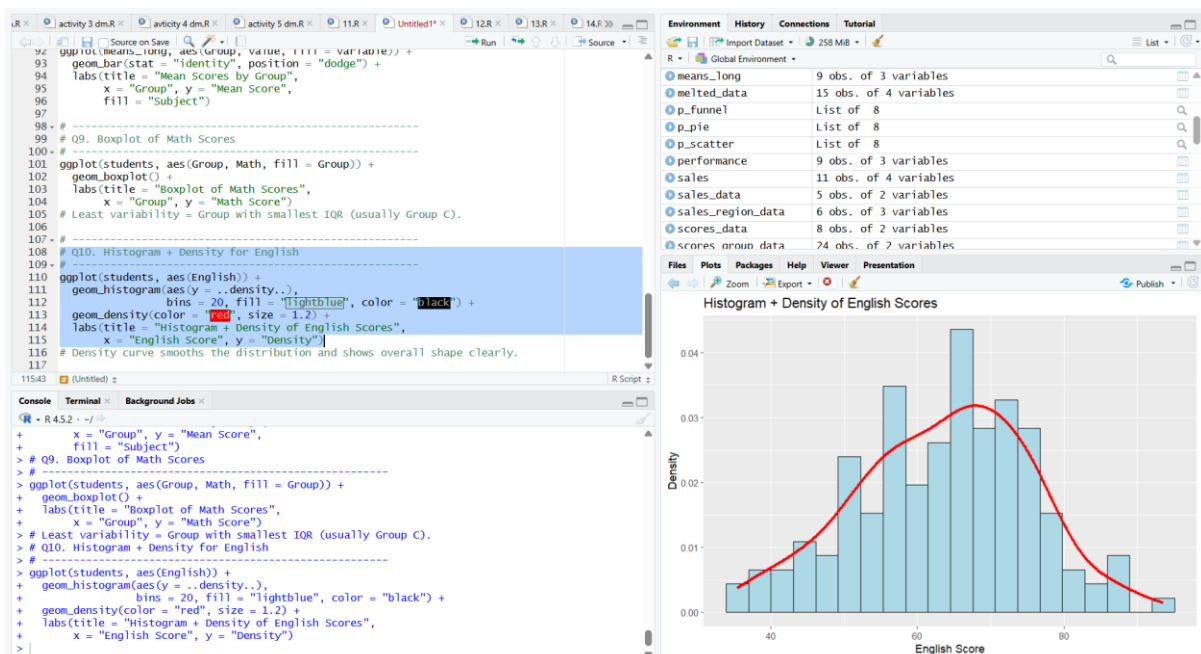 .R × activity 3 dm.R × avticity 4 dm.R × activity 5 dm.R × 11.R × Untitled1* × 12.R × 13.R × 14.R
Source on Save Run Source
92 ggplot(means_long, aes(Group, Value, fill = Variable)) +
93 geom_bar(stat = "identity", position = "dodge") +
94 labs(title = "Mean Scores by Group",
95 x = "Group", y = "Mean Score",
96 fill = "Subject")
97
98 # ----------------------------------------------------
99 # Q9. Boxplot of Math Scores
100 # ----------------------------------------------------
101 ggplot(students, aes(Group, Math, fill = Group)) +
102 geom_boxplot() +
103 labs(title = "Boxplot of Math Scores",
104 x = "Group", y = "Math Score")
105 # Least variability = Group with smallest IQR (usually Group C).
106
107 # ----------------------------------------------------
108 # Q10. Histogram + Density for English
109 # ----------------------------------------------------
110 ggplot(students, aes(English)) +
111 geom_histogram(aes(y = ..density..),
112 bins = 20, fill = "lightblue", color = "black") +
113 geom_density(color = "red", size = 1.2) +
114 labs(title = "Histogram + Density of English Scores",
115 x = "English Score", y = "Density")
116 # Density curve smooths the distribution and shows overall shape clearly.
117
115:43 (Untitled) R Script
Console Terminal × Background Jobs ×
R 4.5.2 · ~/
+ x = "Group", y = "Mean Score",
+ fill = "Subject")
> # Q9. Boxplot of Math Scores
> # ----------------------------------------------------
> ggplot(students, aes(Group, Math, fill = Group)) +
+ geom_boxplot() +
+ labs(title = "Boxplot of Math Scores",
+ x = "Group", y = "Math Score")
> # Least variability = Group with smallest IQR (usually Group C).
> # Q10. Histogram + Density for English
> # ----------------------------------------------------
> ggplot(students, aes(English)) +
+ geom_histogram(aes(y = ..density..),
+ bins = 20, fill = "lightblue", color = "black") +
+ geom_density(color = "red", size = 1.2) +
+ labs(title = "Histogram + Density of English Scores",
+ x = "English Score", y = "Density")
>
Environment History Connections Tutorial
Import Dataset 258 MiB List
R Global Environment
means_long 9 obs. of 3 variables
melted_data 15 obs. of 4 variables
p_funnel List of 8
p_pie List of 8
p_scatter List of 8
performance 9 obs. of 3 variables
sales 11 obs. of 4 variables
sales_data 5 obs. of 2 variables
sales_region_data 6 obs. of 3 variables
scores_data 8 obs. of 2 variables
scores_group_data 24 obs. of 2 variables
Files Plots Packages Help Viewer Presentation
Zoom Export Publish
Histogram + Density of English Scores
0.04
0.03
0.02
0.01
0.00
Density
40 60 80
English Score